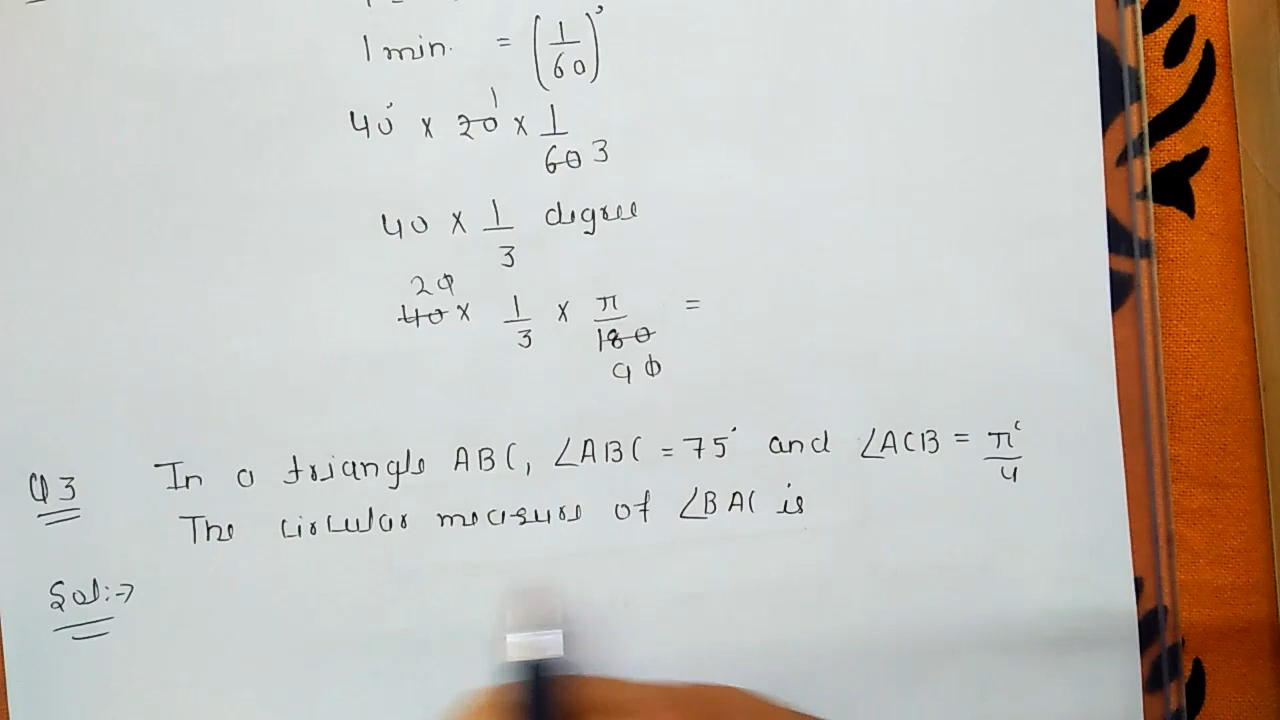 1 min. = (1/60)°
40° × 20 1 × 1/60 3
40 × 1/3 degree
20
40 × 1/3 × π/180 =
90
Q3 In a triangle ABC, ∠ABC = 75° and ∠ACB = π^c/4
The circular measure of ∠BAC is
Sol:→